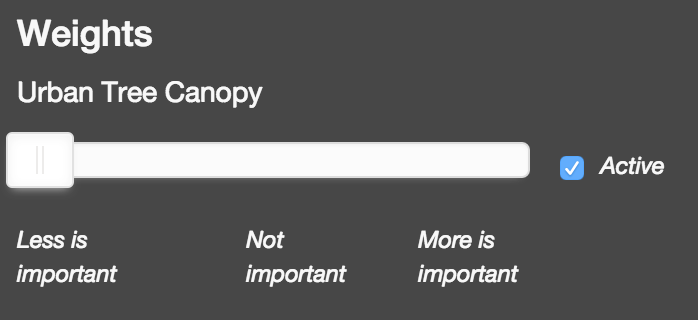 Weights
Urban Tree Canopy
Active
Less is
important
Not
important
More is
important